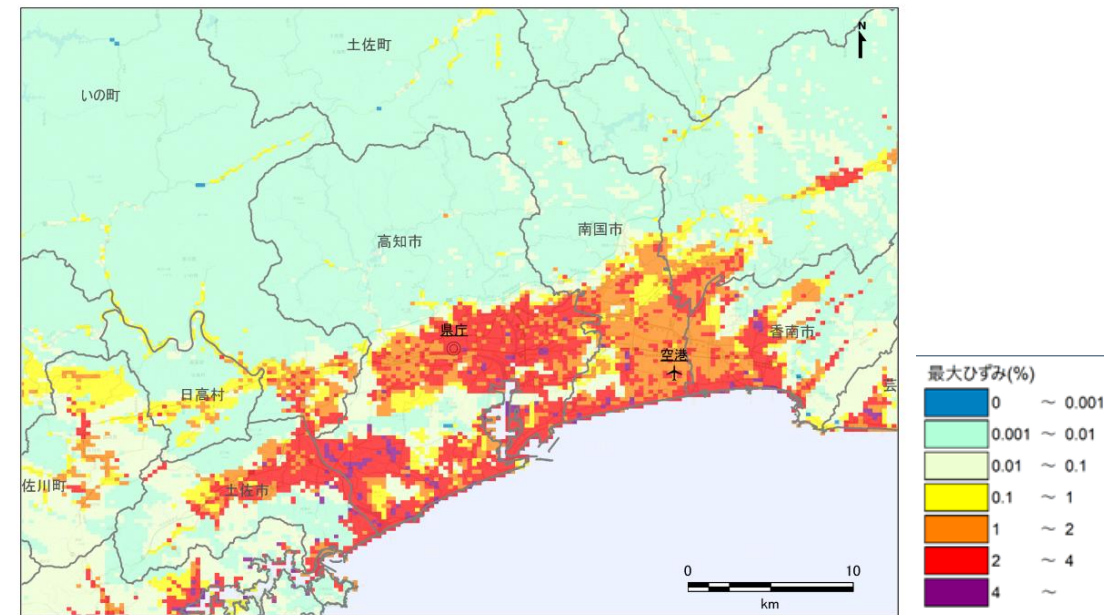 土佐町
N
いの町
高知市
南国市
県庁
空港
香南市
日高村
芸
佐川町
土佐市
0 10
km
最大ひずみ(%)
0 ～ 0.001
0.001 ～ 0.01
0.01 ～ 0.1
0.1 ～ 1
1 ～ 2
2 ～ 4
4 ～